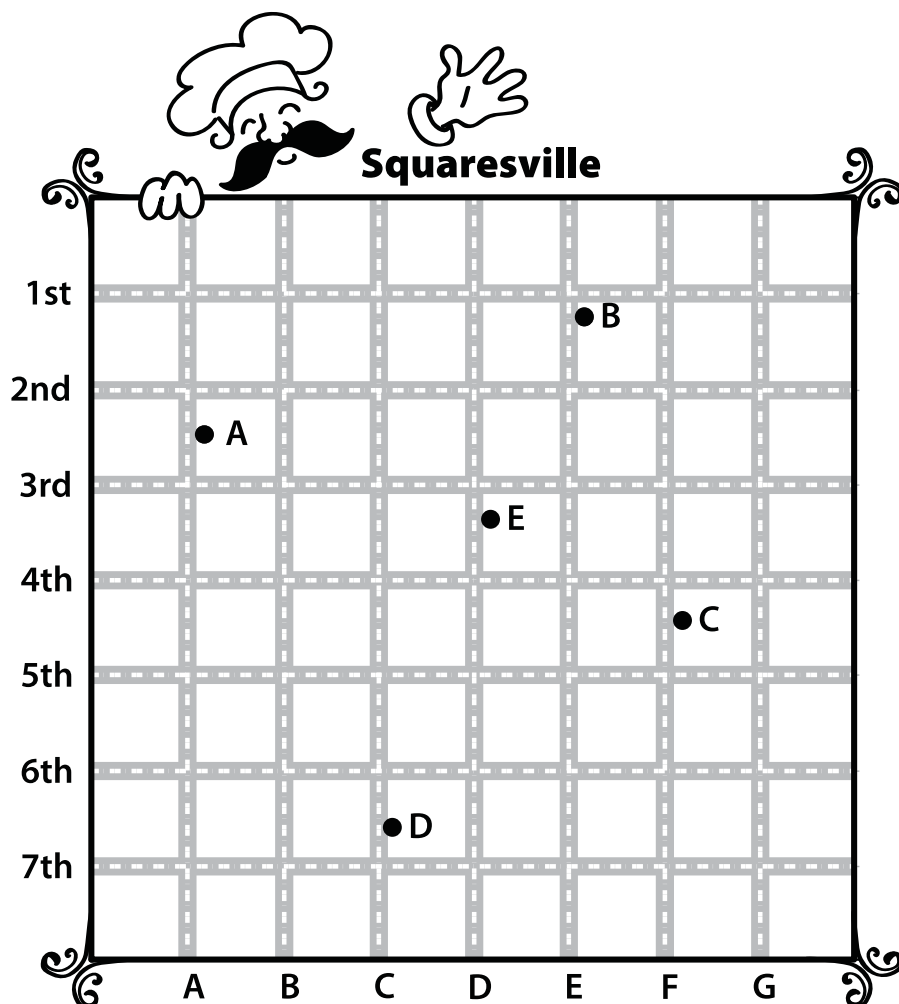 Squaresville
1st
B
2nd
A
3rd
E
4th
C
5th
6th
D
7th
A B C D E F G